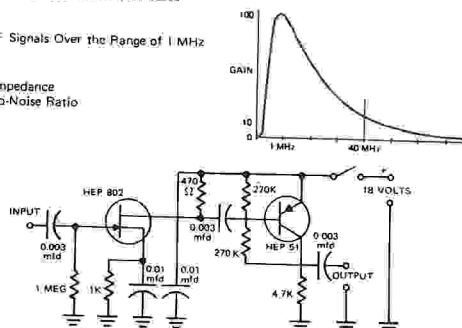 F Signals Over the Range of 1 MHz
mpedance
o-Noise Ratio
100
GAIN
10
0
1 MHz
40 MHz
HEP 802
470
Ω
270K
+
18 VOLTS
INPUT
0.003
mfd
0.003
mfd
HEP 51
270K
0.003
mfd
OUTPUT
0.01
mfd
0.01
mfd
1 MEG
1K
4.7K